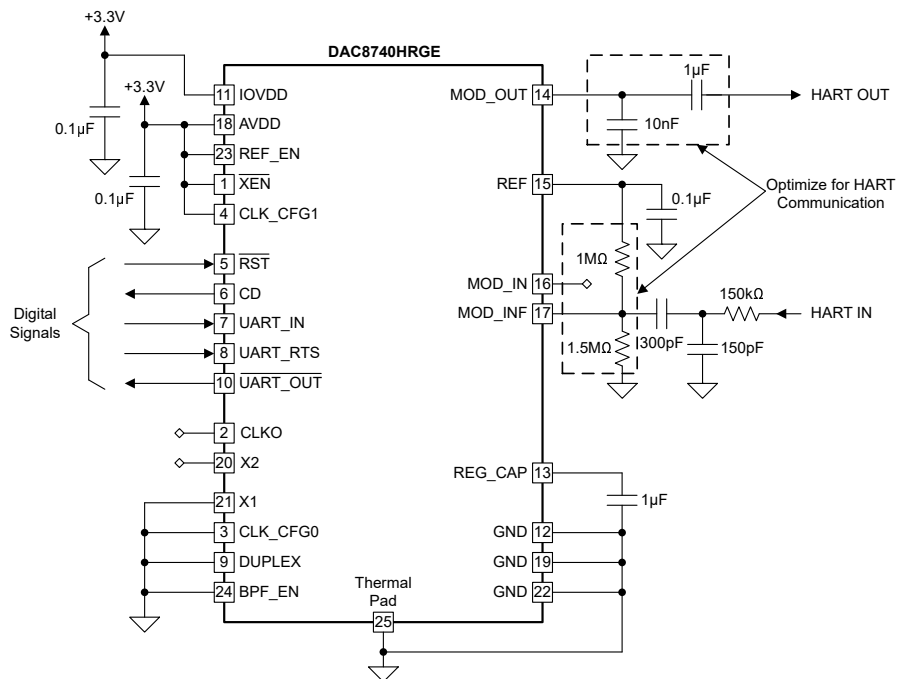 +3.3V
DAC8740HRGE
0.1µF
+3.3V
0.1µF
11 IOVDD
18 AVDD
23 REF_EN
1 XEN
4 CLK_CFG1
5 RST
6 CD
7 UART_IN
8 UART_RTS
10 UART_OUT
Digital
Signals
2 CLKO
20 X2
21 X1
3 CLK_CFG0
9 DUPLEX
24 BPF_EN
Thermal
Pad
25
MOD_OUT 14
1µF
HART OUT
10nF
REF 15
0.1µF
Optimize for HART
Communication
1MΩ
MOD_IN 16
MOD_INF 17
150kΩ
HART IN
300pF
150pF
1.5MΩ
REG_CAP 13
1µF
GND 12
GND 19
GND 22